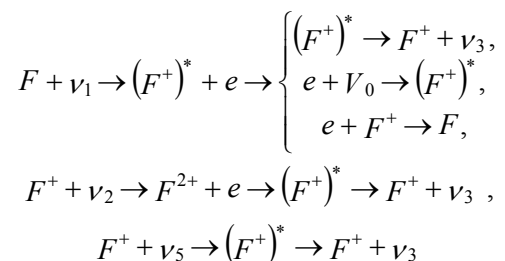 F + ν₁ → (F⁺)* + e → { (F⁺)* → F⁺ + ν₃,
e + V₀ → (F⁺)*,
e + F⁺ → F,
F⁺ + ν₂ → F²⁺ + e → (F⁺)* → F⁺ + ν₃ ,
F⁺ + ν₅ → (F⁺)* → F⁺ + ν₃